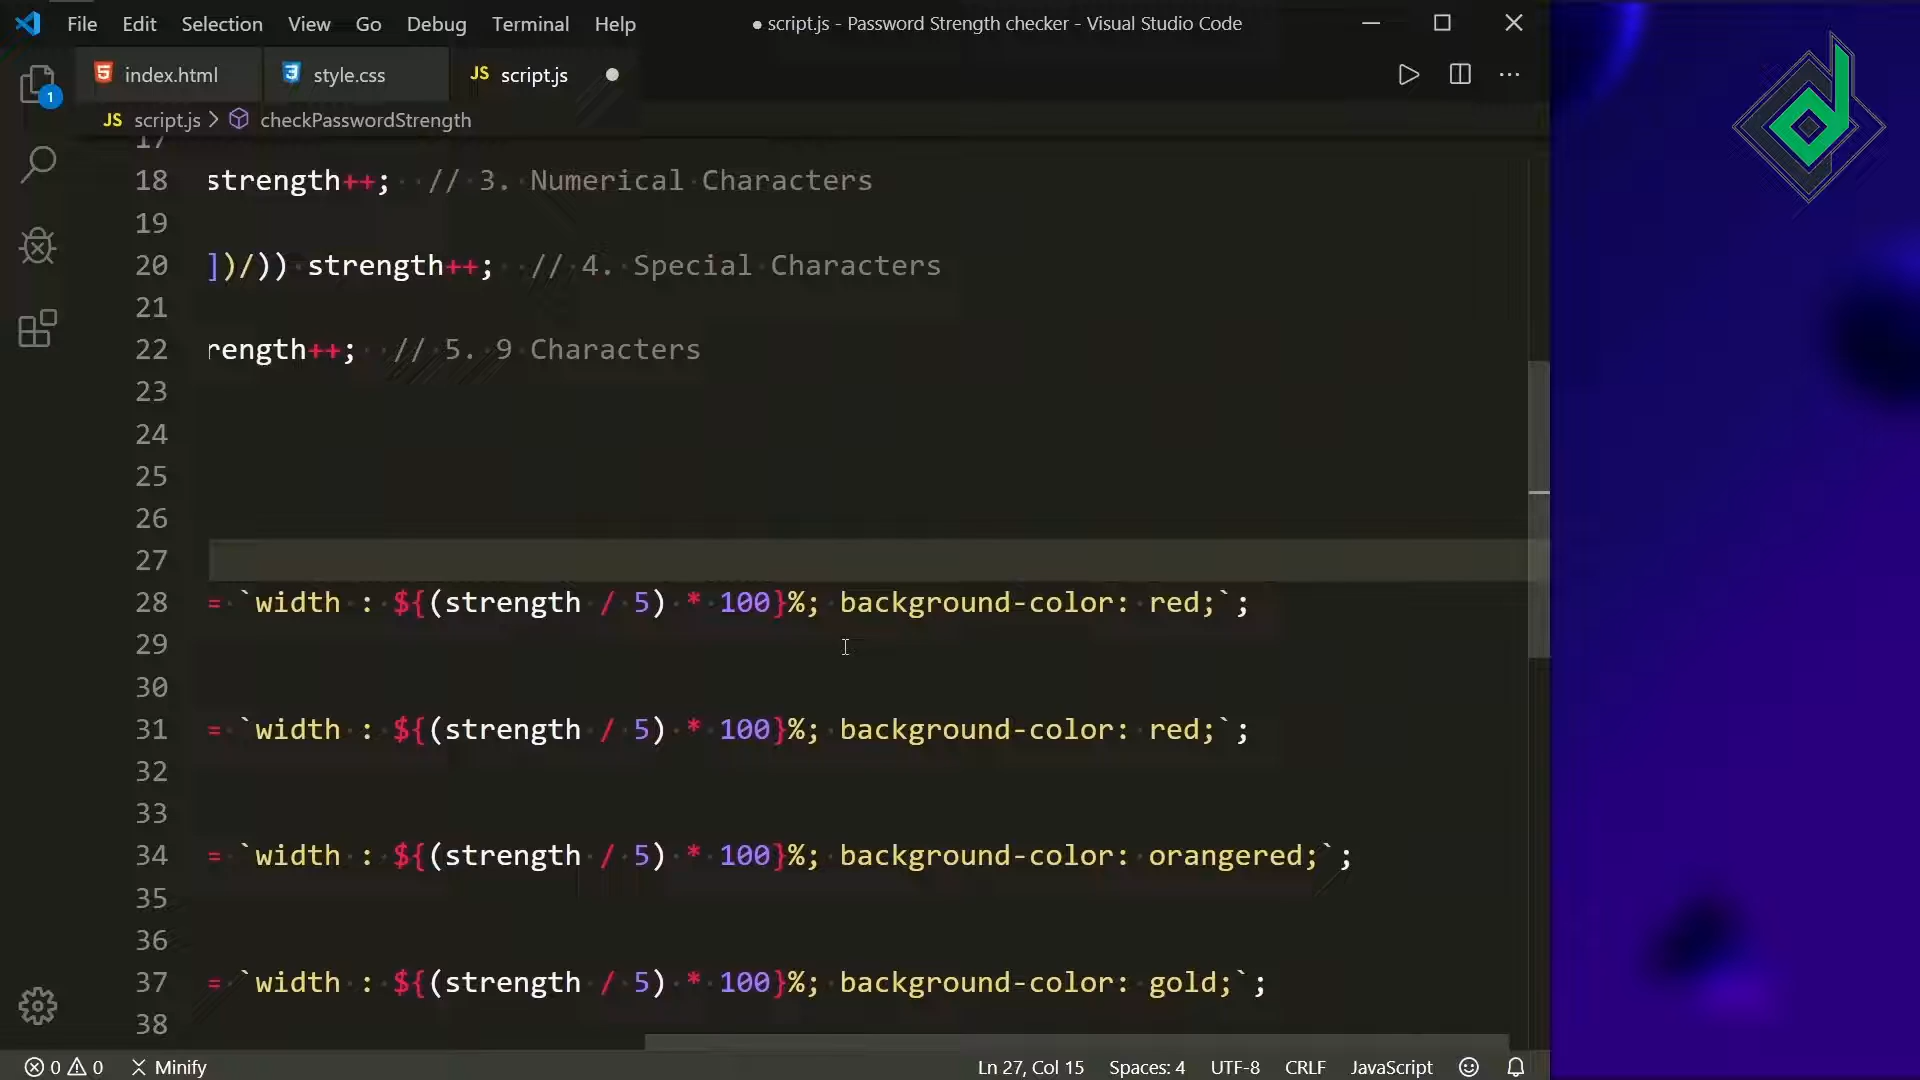 File Edit Selection View Go Debug Terminal Help ● script.js - Password Strength checker - Visual Studio Code
index.html style.css JS script.js
1
JS script.js > checkPasswordStrength
17
18 strength++; // 3. Numerical Characters
19
20 ])/)) strength++; // 4. Special Characters
21
22 rength++; // 5. 9 Characters
23
24
25
26
27
28 = `width : ${(strength / 5) * 100}%; background-color: red;`;
29
30
31 = `width : ${(strength / 5) * 100}%; background-color: red;`;
32
33
34 = `width : ${(strength / 5) * 100}%; background-color: orangered;`;
35
36
37 = `width : ${(strength / 5) * 100}%; background-color: gold;`;
38
0 0 Minify Ln 27, Col 15 Spaces: 4 UTF-8 CRLF JavaScript